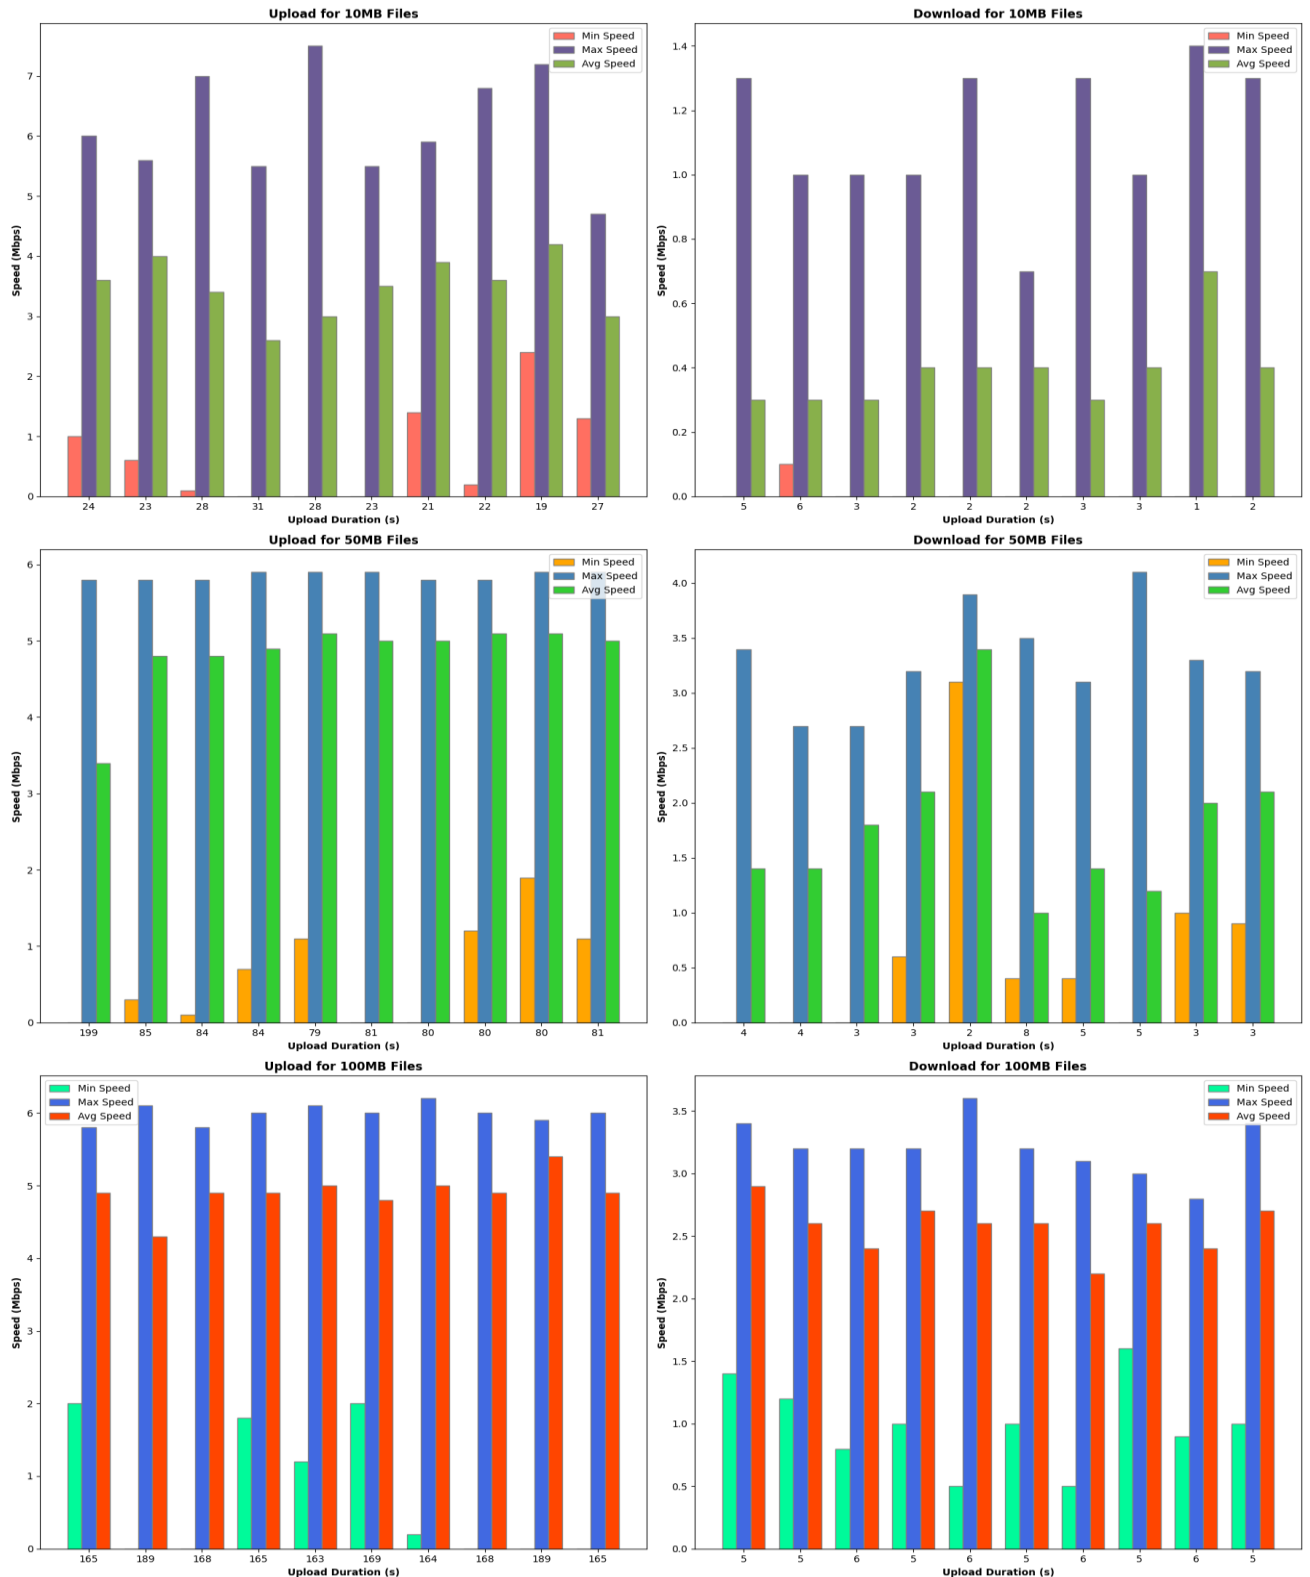 Upload for 10MB Files
Min Speed
Max Speed
Avg Speed
7
6
5
4
3
2
1
0
Speed (Mbps)
24 23 28 31 28 23 21 22 19 27
Upload Duration (s)
Download for 10MB Files
Min Speed
Max Speed
Avg Speed
1.4
1.2
1.0
0.8
0.6
0.4
0.2
0.0
Speed (Mbps)
5 6 3 2 2 2 3 3 1 2
Upload Duration (s)
Upload for 50MB Files
Min Speed
Max Speed
Avg Speed
6
5
4
3
2
1
0
Speed (Mbps)
199 85 84 84 79 81 80 80 80 81
Upload Duration (s)
Download for 50MB Files
Min Speed
Max Speed
Avg Speed
4.0
3.5
3.0
2.5
2.0
1.5
1.0
0.5
0.0
Speed (Mbps)
4 4 3 3 2 8 5 5 3 3
Upload Duration (s)
Upload for 100MB Files
Min Speed
Max Speed
Avg Speed
6
5
4
3
2
1
0
Speed (Mbps)
165 189 168 165 163 169 164 168 189 165
Upload Duration (s)
Download for 100MB Files
Min Speed
Max Speed
Avg Speed
3.5
3.0
2.5
2.0
1.5
1.0
0.5
0.0
Speed (Mbps)
5 5 6 5 6 5 6 5 6 5
Upload Duration (s)